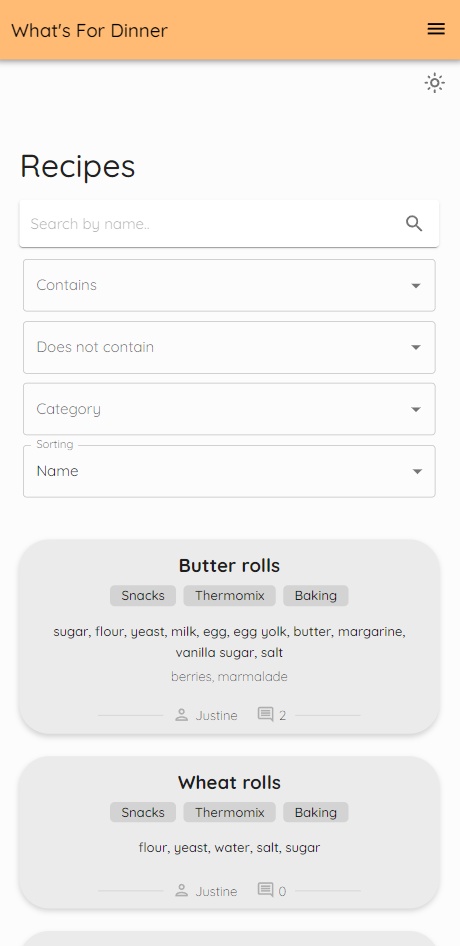 What's For Dinner
Recipes
Search by name..
Contains
Does not contain
Category
Sorting
Name
Butter rolls
Snacks Thermomix Baking
sugar, flour, yeast, milk, egg, egg yolk, butter, margarine,
vanilla sugar, salt
berries, marmalade
Justine 2
Wheat rolls
Snacks Thermomix Baking
flour, yeast, water, salt, sugar
Justine 0